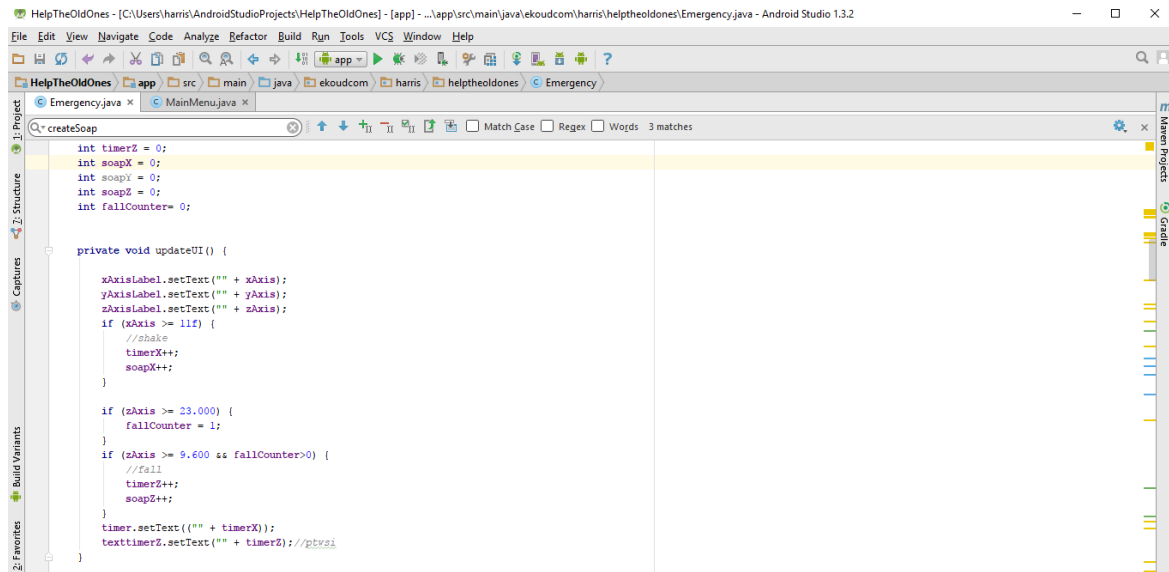 HelpTheOldOnes - [C:\Users\harris\AndroidStudioProjects\HelpTheOldOnes] - [app] - ...\app\src\main\java\ekoudcom\harris\helptheoldones\Emergency.java - Android Studio 1.3.2
File Edit View Navigate Code Analyze Refactor Build Run Tools VCS Window Help
app
HelpTheOldOnes app src main java ekoudcom harris helptheoldones Emergency
Emergency.java MainMenu.java
createSoap Match Case Regex Words 3 matches
1: Project
7: Structure
Captures
Build Variants
2: Favorites
int timerZ = 0;
int soapX = 0;
int soapY = 0;
int soapZ = 0;
int fallCounter= 0;
private void updateUI() {
xAxisLabel.setText("" + xAxis);
yAxisLabel.setText("" + yAxis);
zAxisLabel.setText("" + zAxis);
if (xAxis >= 11f) {
//shake
timerX++;
soapX++;
}
if (zAxis >= 23.000) {
fallCounter = 1;
}
if (zAxis >= 9.600 && fallCounter>0) {
//fall
timerZ++;
soapZ++;
}
timer.setText(("" + timerX));
texttimerZ.setText("" + timerZ);//ptvsi
}
Maven Projects
Gradle